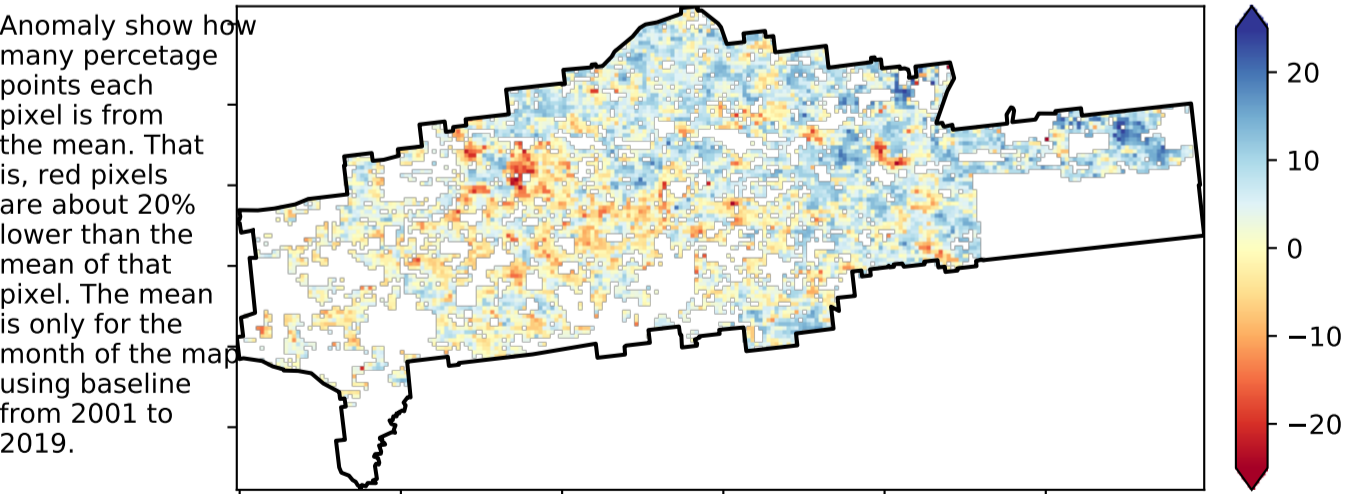 Anomaly show how
many percetage
points each
pixel is from
the mean. That
is, red pixels
are about 20%
lower than the
mean of that
pixel. The mean
is only for the
month of the map
using baseline
from 2001 to
2019.
20
10
0
−10
−20